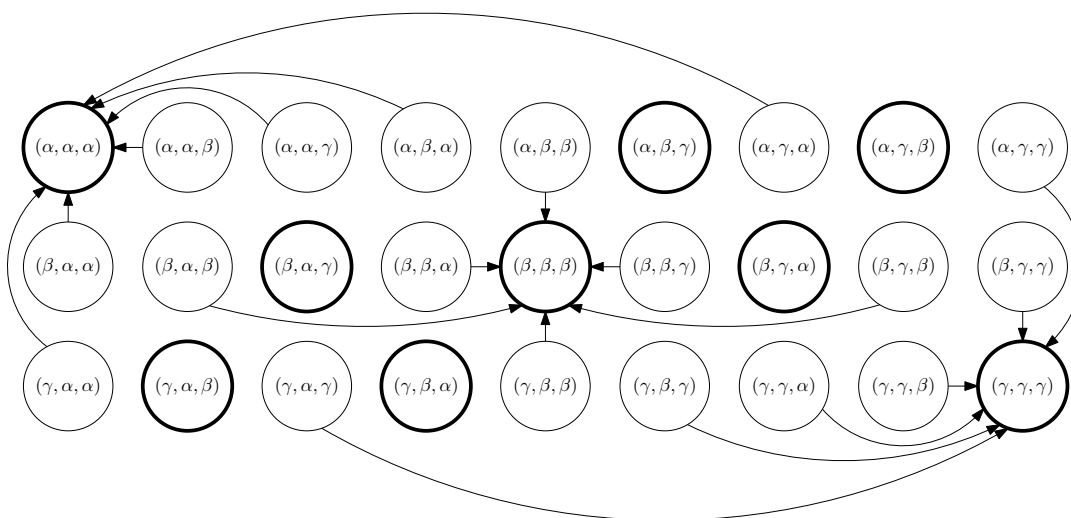 (α, α, α) (α, α, β) (α, α, γ) (α, β, α) (α, β, β) (α, β, γ) (α, γ, α) (α, γ, β) (α, γ, γ)
(β, α, α) (β, α, β) (β, α, γ) (β, β, α) (β, β, β) (β, β, γ) (β, γ, α) (β, γ, β) (β, γ, γ)
(γ, α, α) (γ, α, β) (γ, α, γ) (γ, β, α) (γ, β, β) (γ, β, γ) (γ, γ, α) (γ, γ, β) (γ, γ, γ)